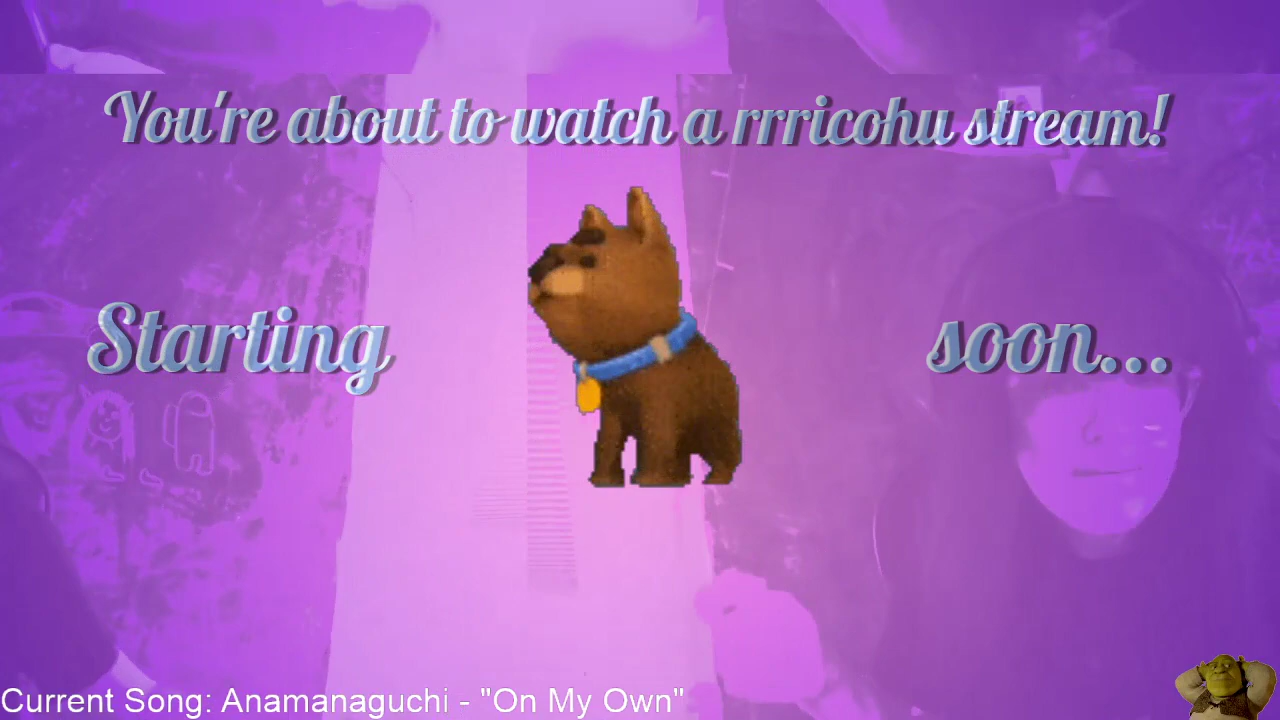 You're about to watch a rrricohu stream!
Starting soon...
Current Song: Anamanaguchi - "On My Own"